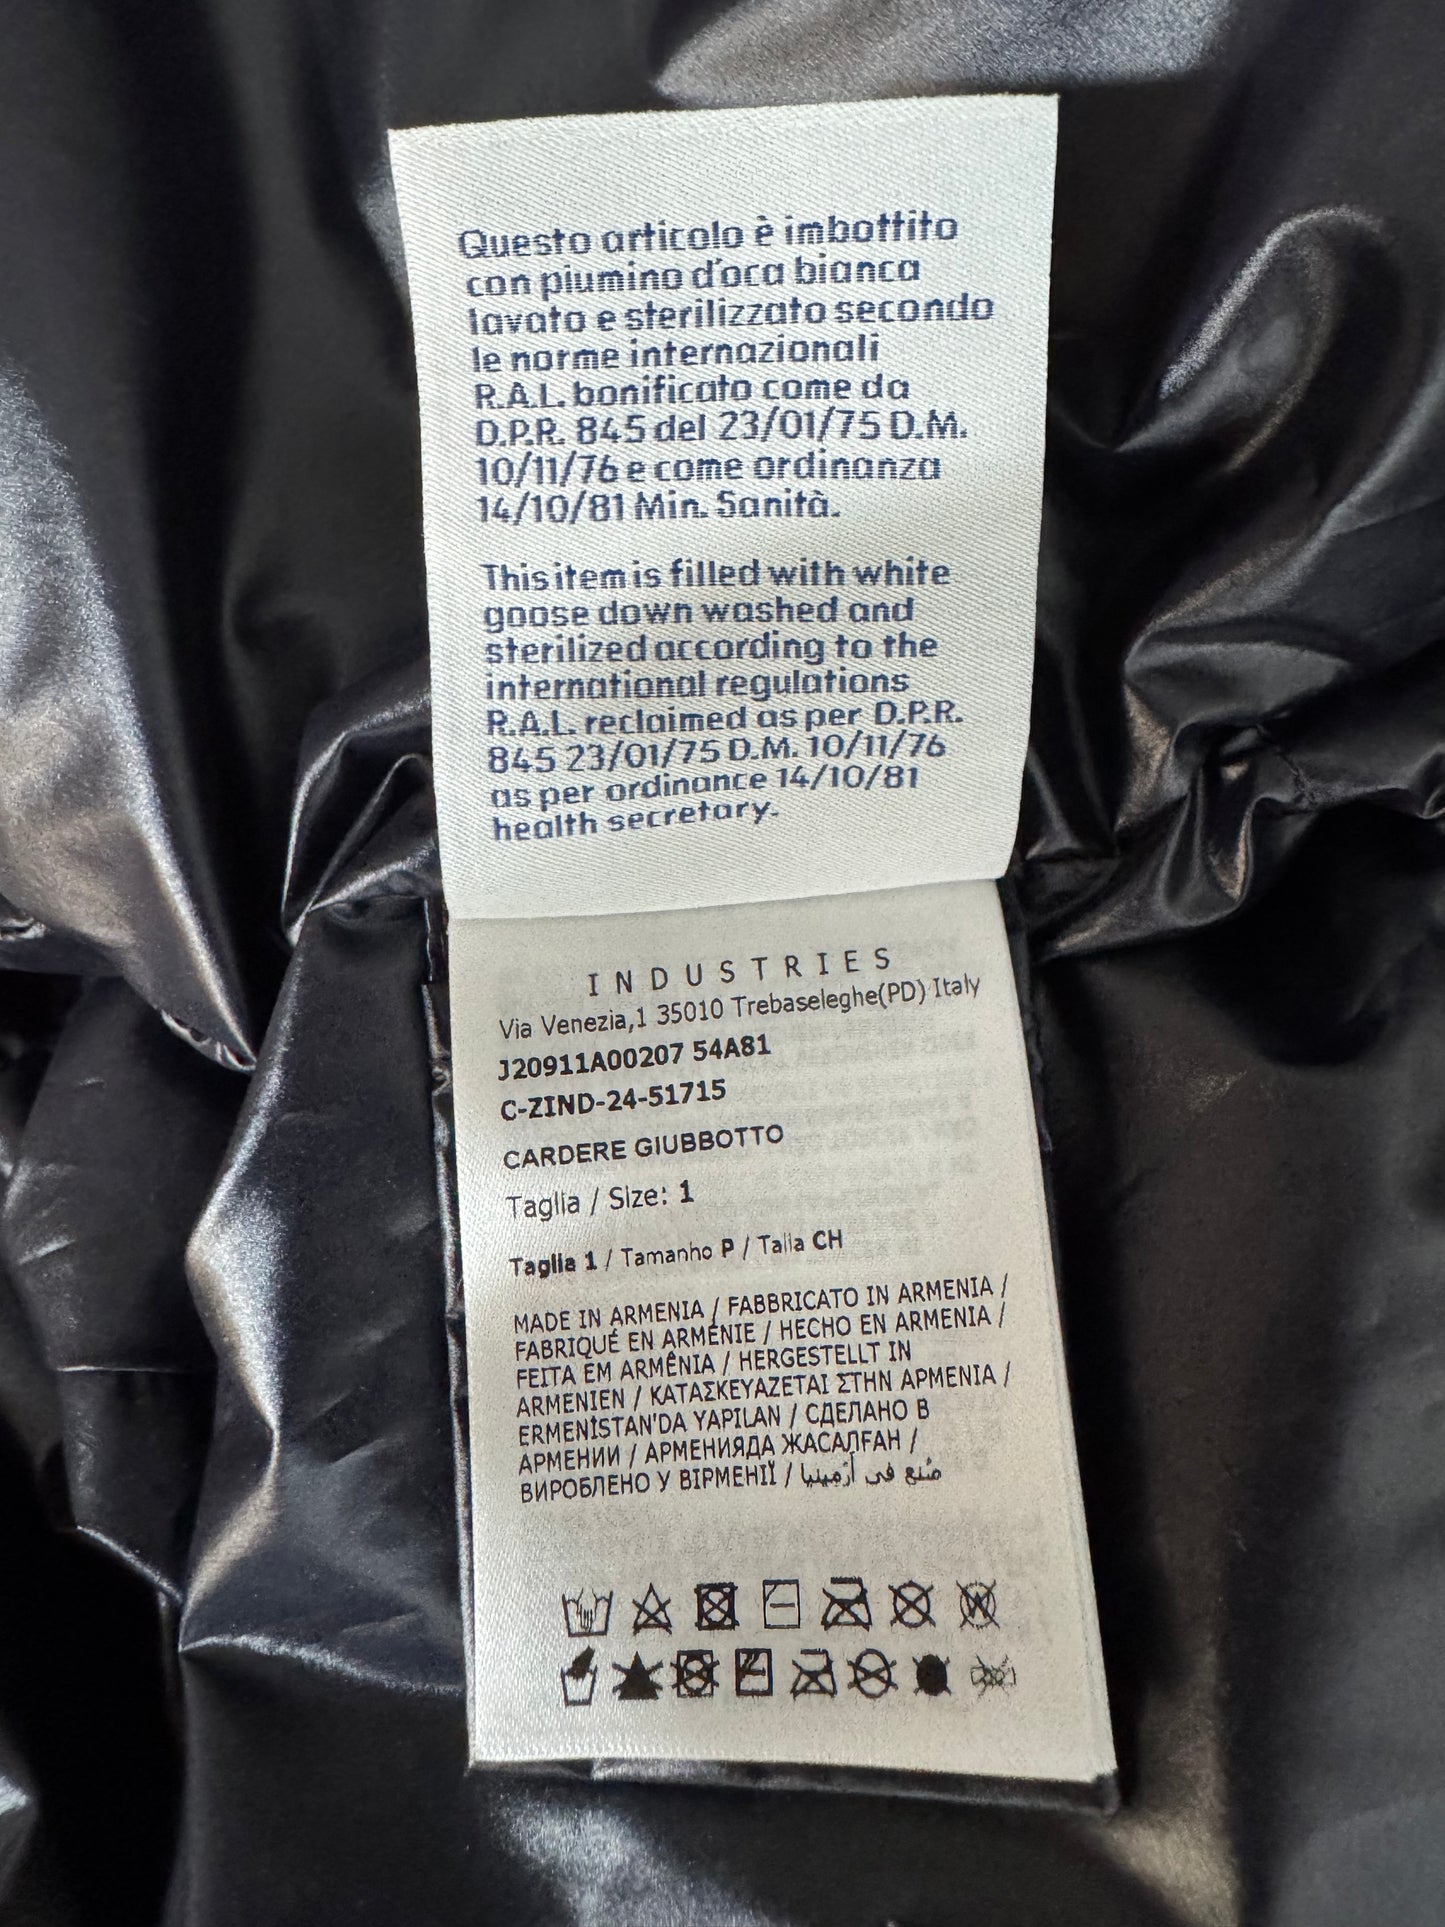 Questo articolo è imbottito
con piumino d'oca bianca
lavato e sterilizzato secondo
le norme internazionali
R.A.L. bonificato come da
D.P.R. 845 del 23/01/75 D.M.
10/11/76 e come ordinanza
14/10/81 Min. Sanità.
This item is filled with white
goose down washed and
sterilized according to the
international regulations
R.A.L. reclaimed as per D.P.R.
845 23/01/75 D.M. 10/11/76
as per ordinance 14/10/81
health secretary.
INDUSTRIES
Via Venezia,1 35010 Trebaseleghe(PD) Italy
J20911A00207 54A81
C-ZIND-24-51715
CARDERE GIUBBOTTO
Taglia / Size: 1
Taglia 1 / Tamanho P / Talla CH
MADE IN ARMENIA / FABBRICATO IN ARMENIA /
FABRIQUÉ EN ARMÉNIE / HECHO EN ARMENIA /
FEITA EM ARMÊNIA / HERGESTELLT IN
ARMENIEN / ΚΑΤΑΣΚΕΥΑΖΕΤΑΙ ΣΤΗΝ ΑΡΜΕΝΙΑ /
ERMENİSTAN'DA YAPILAN / СДЕЛАНО В
АРМЕНИИ / АРМЕНИЯДА ЖАСАЛҒАН /
ВИРОБЛЕНО У ВІРМЕНІЇ / صُنع في أرمينيا